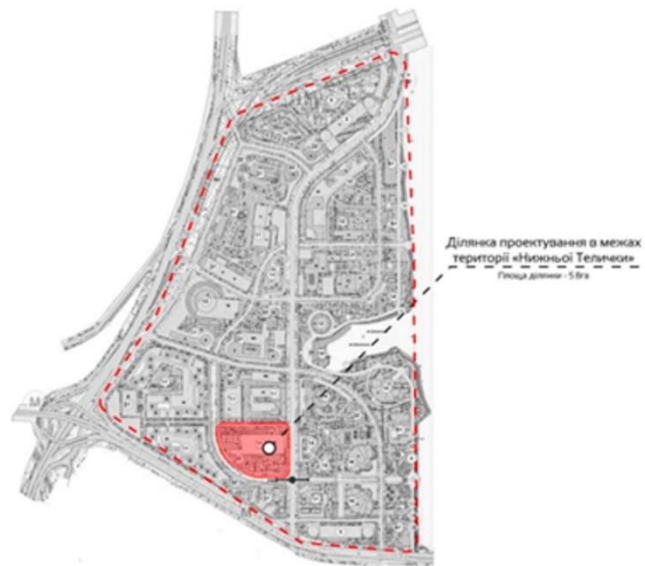 Ділянка проектування в межах
території «Нижньої Телички»
Площа ділянки - 5.8га
М